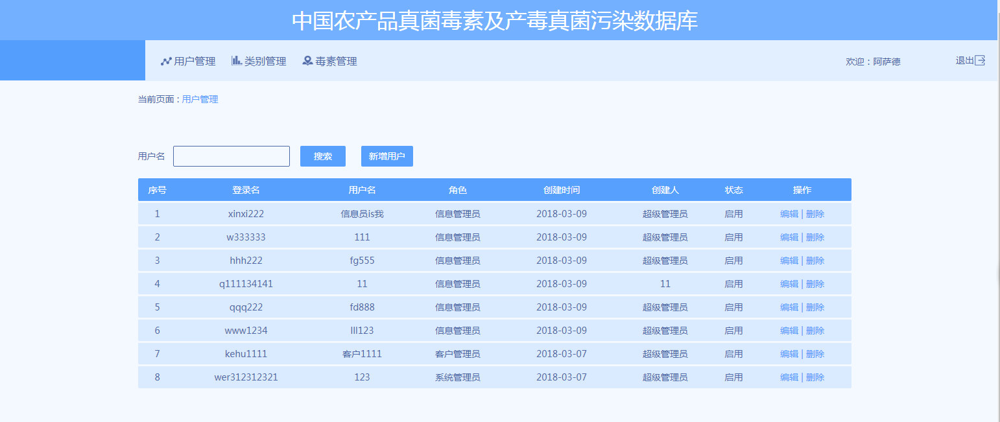 中国农产品真菌毒素及产毒真菌污染数据库
用户管理 类别管理 毒素管理 欢迎：阿萨德 退出
当前页面 : 用户管理
用户名 搜索 新增用户
序号 登录名 用户名 角色 创建时间 创建人 状态 操作
1 xinxi222 信息员is我 信息管理员 2018-03-09 超级管理员 启用 编辑 | 删除
2 w333333 111 信息管理员 2018-03-09 超级管理员 启用 编辑 | 删除
3 hhh222 fg555 信息管理员 2018-03-09 超级管理员 启用 编辑 | 删除
4 q111134141 11 信息管理员 2018-03-09 11 启用 编辑 | 删除
5 qqq222 fd888 信息管理员 2018-03-09 超级管理员 启用 编辑 | 删除
6 www1234 lll123 信息管理员 2018-03-09 超级管理员 启用 编辑 | 删除
7 kehu1111 客户1111 客户管理员 2018-03-07 超级管理员 启用 编辑 | 删除
8 wer312312321 123 系统管理员 2018-03-07 超级管理员 启用 编辑 | 删除